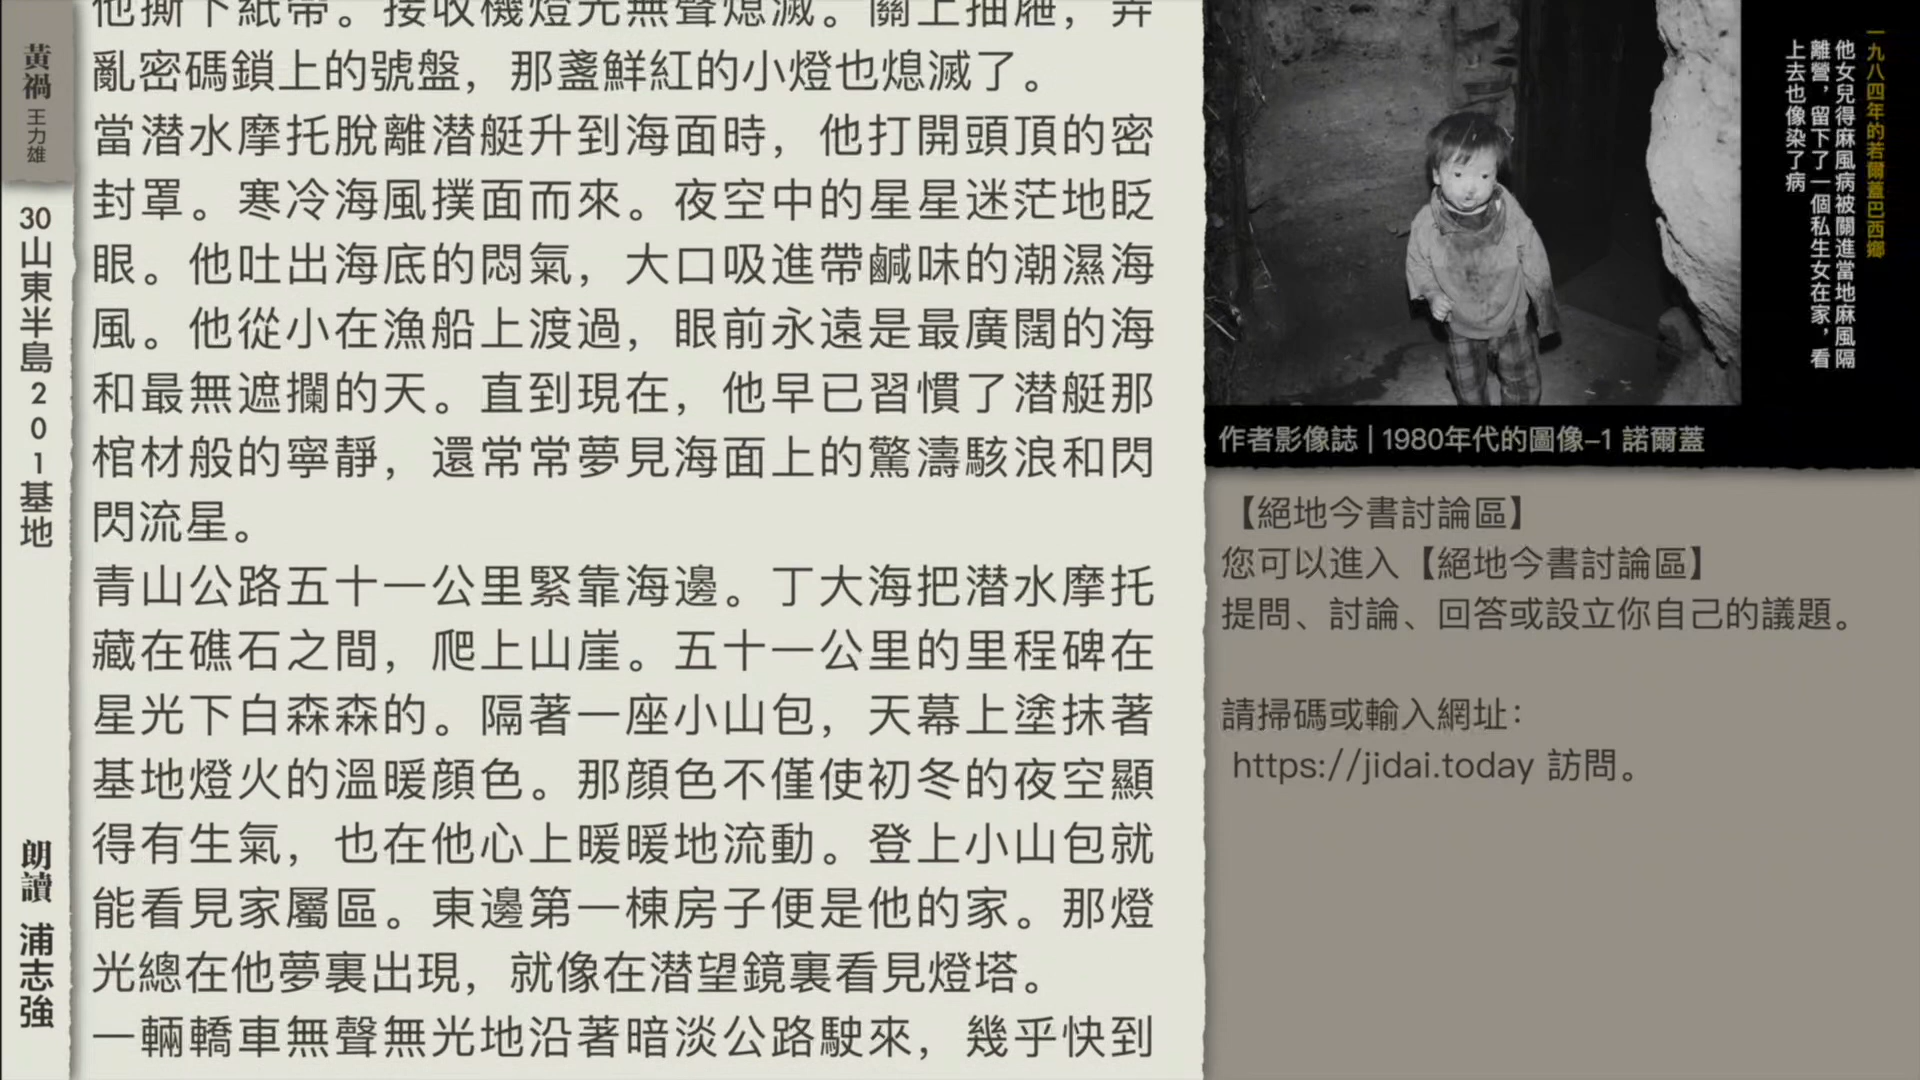 黃禍 王力雄
30山東半島201基地
朗讀 浦志強
他撕下紙帶。接收機燈光無聲熄滅。關上抽屜，弄
亂密碼鎖上的號盤，那盞鮮紅的小燈也熄滅了。
當潛水摩托脫離潛艇升到海面時，他打開頭頂的密
封罩。寒冷海風撲面而來。夜空中的星星迷茫地眨
眼。他吐出海底的悶氣，大口吸進帶鹹味的潮濕海
風。他從小在漁船上渡過，眼前永遠是最廣闊的海
和最無遮攔的天。直到現在，他早已習慣了潛艇那
棺材般的寧靜，還常常夢見海面上的驚濤駭浪和閃
閃流星。
青山公路五十一公里緊靠海邊。丁大海把潛水摩托
藏在礁石之間，爬上山崖。五十一公里的里程碑在
星光下白森森的。隔著一座小山包，天幕上塗抹著
基地燈火的溫暖顏色。那顏色不僅使初冬的夜空顯
得有生氣，也在他心上暖暖地流動。登上小山包就
能看見家屬區。東邊第一棟房子便是他的家。那燈
光總在他夢裏出現，就像在潛望鏡裏看見燈塔。
一輛轎車無聲無光地沿著暗淡公路駛來，幾乎快到
一九八四年的若爾蓋巴西鄉
他女兒得麻風病被關進當地麻風隔
離營，留下了一個私生女在家，看
上去也像染了病
作者影像誌 | 1980年代的圖像–1 諾爾蓋
【絕地今書討論區】
您可以進入【絕地今書討論區】
提問、討論、回答或設立你自己的議題。
請掃碼或輸入網址：
https://jidai.today 訪問。